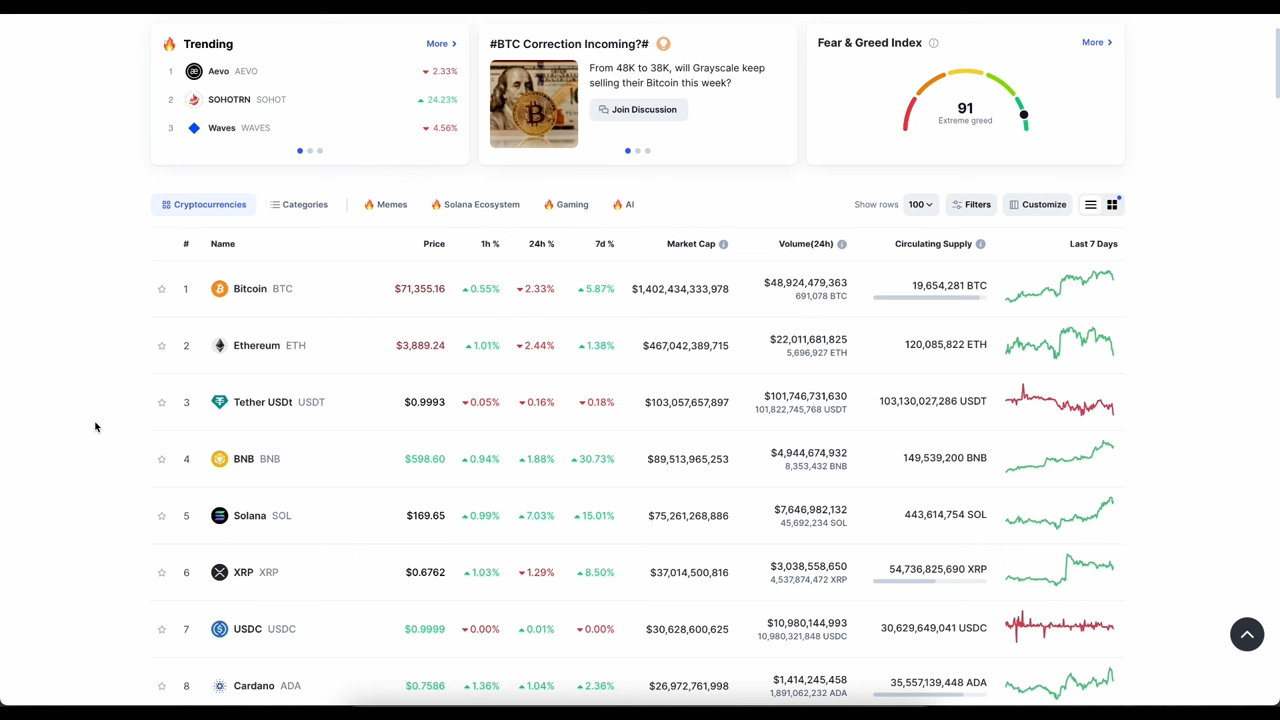 Trending
More >
1 Aevo AEVO 2.33%
2 SOHOTRN SOHOT 24.23%
3 Waves WAVES 4.56%
#BTC Correction Incoming?#
From 48K to 38K, will Grayscale keep
selling their Bitcoin this week?
Join Discussion
Fear & Greed Index
More >
91
Extreme greed
Cryptocurrencies Categories Memes Solana Ecosystem Gaming AI Show rows 100 Filters Customize
# Name Price 1h % 24h % 7d % Market Cap Volume(24h) Circulating Supply Last 7 Days
1 Bitcoin BTC $71,355.16 0.55% 2.33% 5.87% $1,402,434,333,978 $48,924,479,363 19,654,281 BTC
691,078 BTC
2 Ethereum ETH $3,889.24 1.01% 2.44% 1.38% $467,042,389,715 $22,011,681,825 120,085,822 ETH
5,696,927 ETH
3 Tether USDt USDT $0.9993 0.05% 0.16% 0.18% $103,057,657,897 $101,746,731,630 103,130,027,286 USDT
101,822,745,768 USDT
4 BNB BNB $598.60 0.94% 1.88% 30.73% $89,513,965,253 $4,944,674,932 149,539,200 BNB
8,353,432 BNB
5 Solana SOL $169.65 0.99% 7.03% 15.01% $75,261,268,886 $7,646,982,132 443,614,754 SOL
45,692,234 SOL
6 XRP XRP $0.6762 1.03% 1.29% 8.50% $37,014,500,816 $3,038,558,650 54,736,825,690 XRP
4,537,874,472 XRP
7 USDC USDC $0.9999 0.00% 0.01% 0.00% $30,628,600,625 $10,980,144,993 30,629,649,041 USDC
10,980,321,848 USDC
8 Cardano ADA $0.7586 1.36% 1.04% 2.36% $26,972,761,998 $1,414,245,458 35,557,139,448 ADA
1,891,062,232 ADA